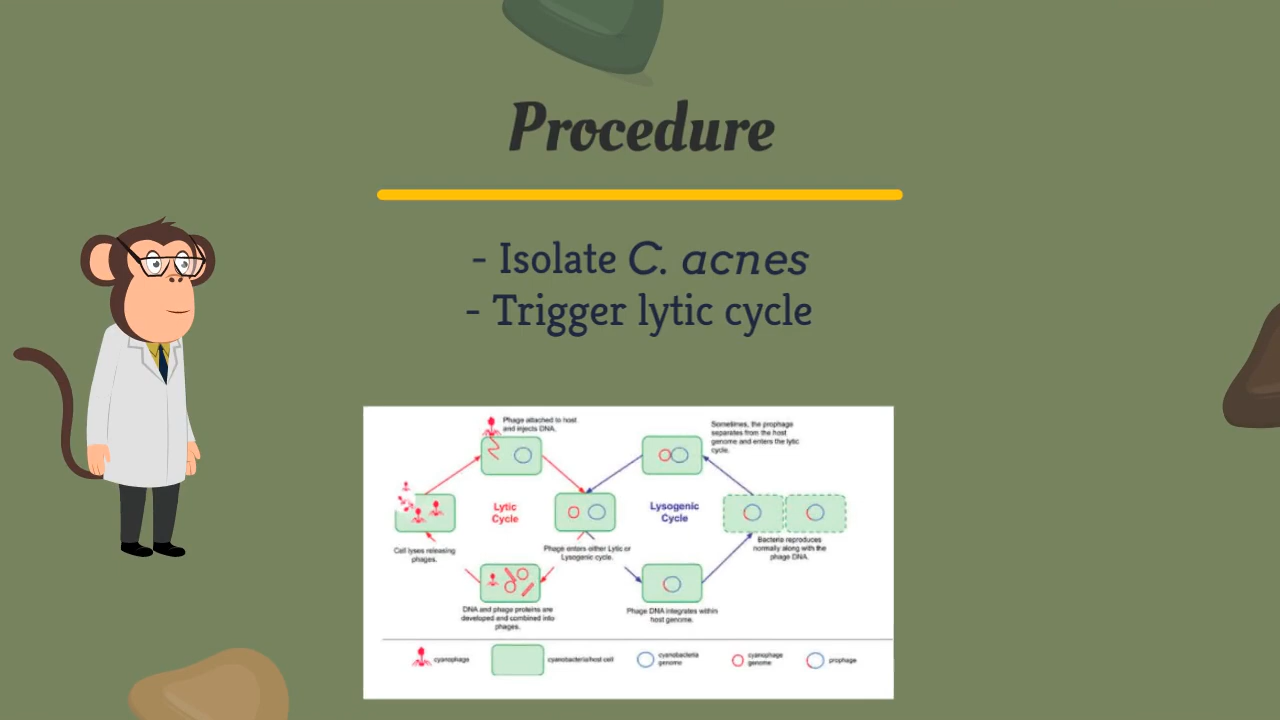 Procedure
- Isolate C. acnes
- Trigger lytic cycle
Phage attached to host
and injects DNA.
Sometimes, the prophage
separates from the host
genome and enters the lytic
cycle.
Lytic
Cycle
Lysogenic
Cycle
Cell lyses releasing
phages.
Phage enters either Lytic or
Lysogenic cycle.
Bacteria reproduces
normally along with the
phage DNA.
DNA and phage proteins are
developed and combined into
phages.
Phage DNA integrates within
host genome.
cyanophage
cyanobacteria/host cell
cyanobacteria
genome
cyanophage
genome
prophage